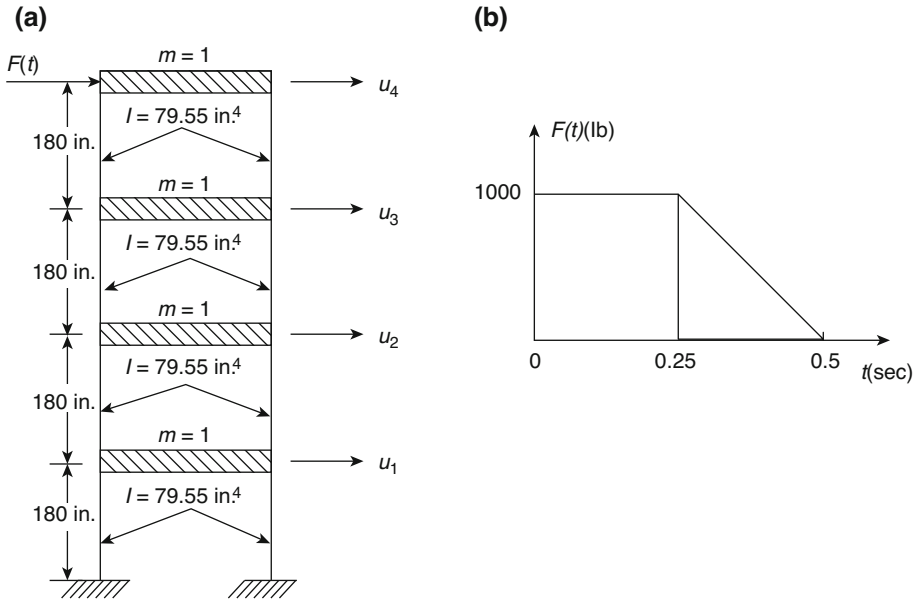 (a)
F(t)
m = 1
u4
I = 79.55 in.4
180 in.
m = 1
u3
I = 79.55 in.4
180 in.
m = 1
u2
I = 79.55 in.4
180 in.
m = 1
u1
I = 79.55 in.4
180 in.
(b)
F(t)(Ib)
1000
0
0.25
0.5
t(sec)